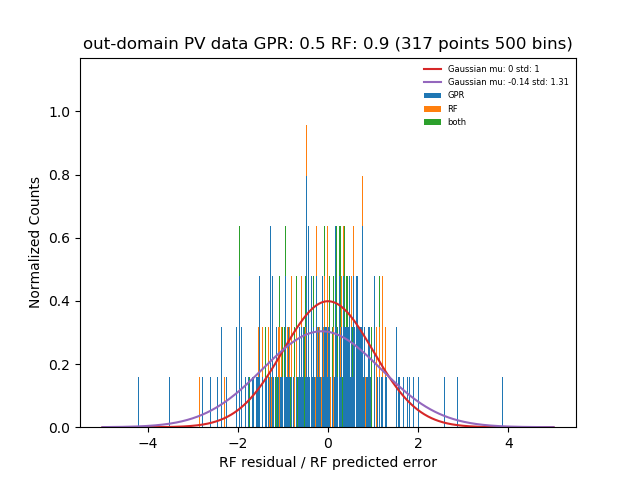 out-domain PV data GPR: 0.5 RF: 0.9 (317 points 500 bins)
Gaussian mu: 0 std: 1
Gaussian mu: -0.14 std: 1.31
GPR
RF
both
Normalized Counts
1.0
0.8
0.6
0.4
0.2
0.0
−4 −2 0 2 4
RF residual / RF predicted error